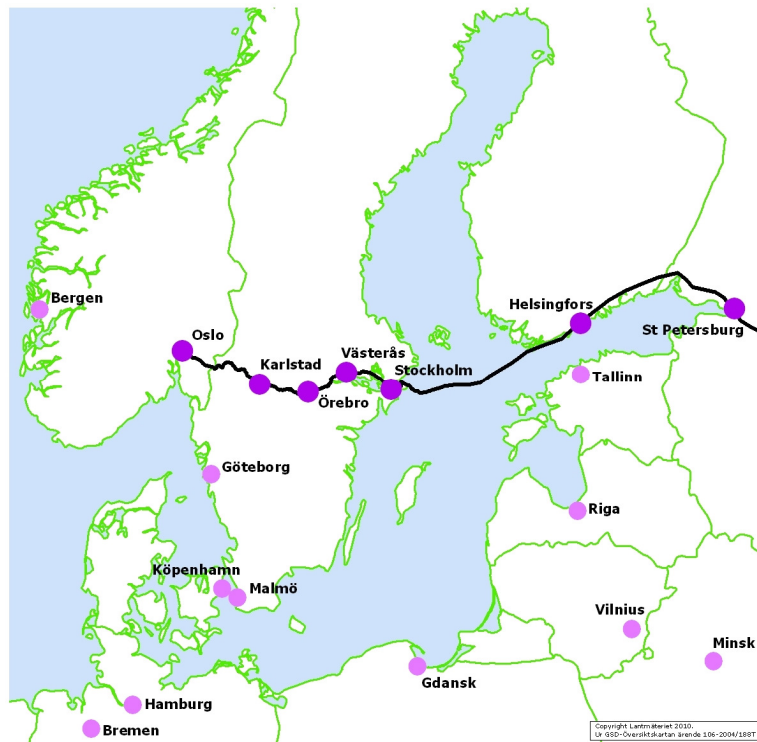 Bergen
Oslo
Helsingfors
St Petersburg
Karlstad
Västerås
Stockholm
Örebro
Tallinn
Göteborg
Riga
Köpenhamn
Malmö
Vilnius
Minsk
Gdansk
Hamburg
Bremen
Copyright Lantmäteriet 2010.
Ur GSD-Översiktskartan ärende 106-2004/188T